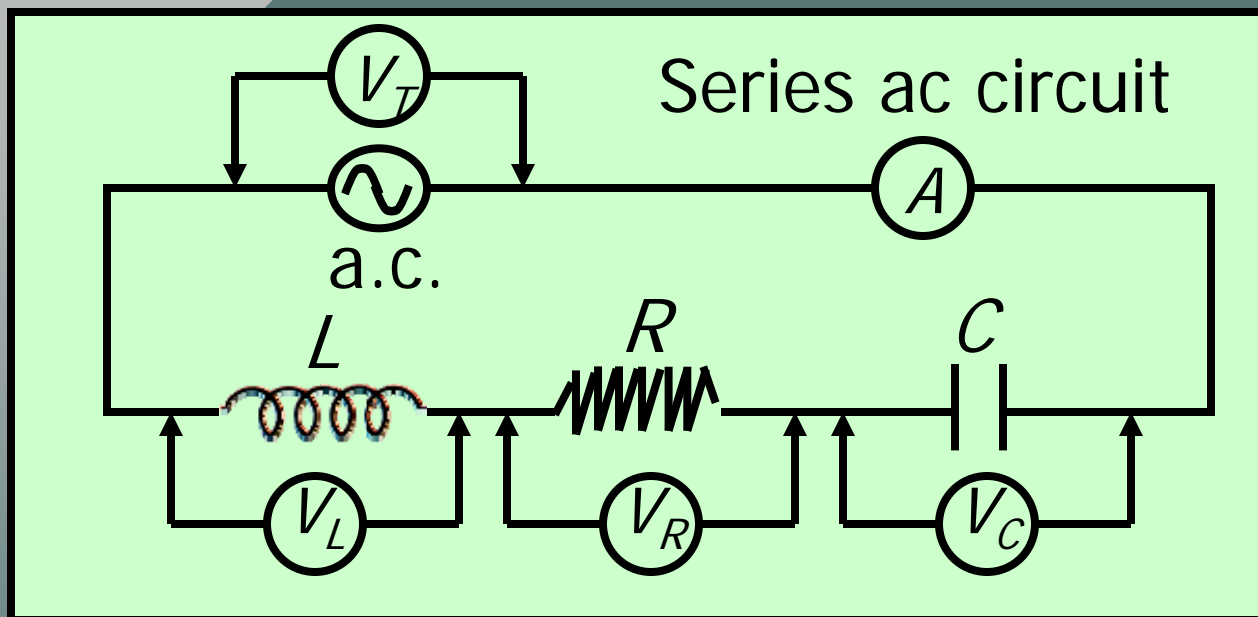 V_T
Series ac circuit
A
a.c.
L
R
C
V_L
V_R
V_C